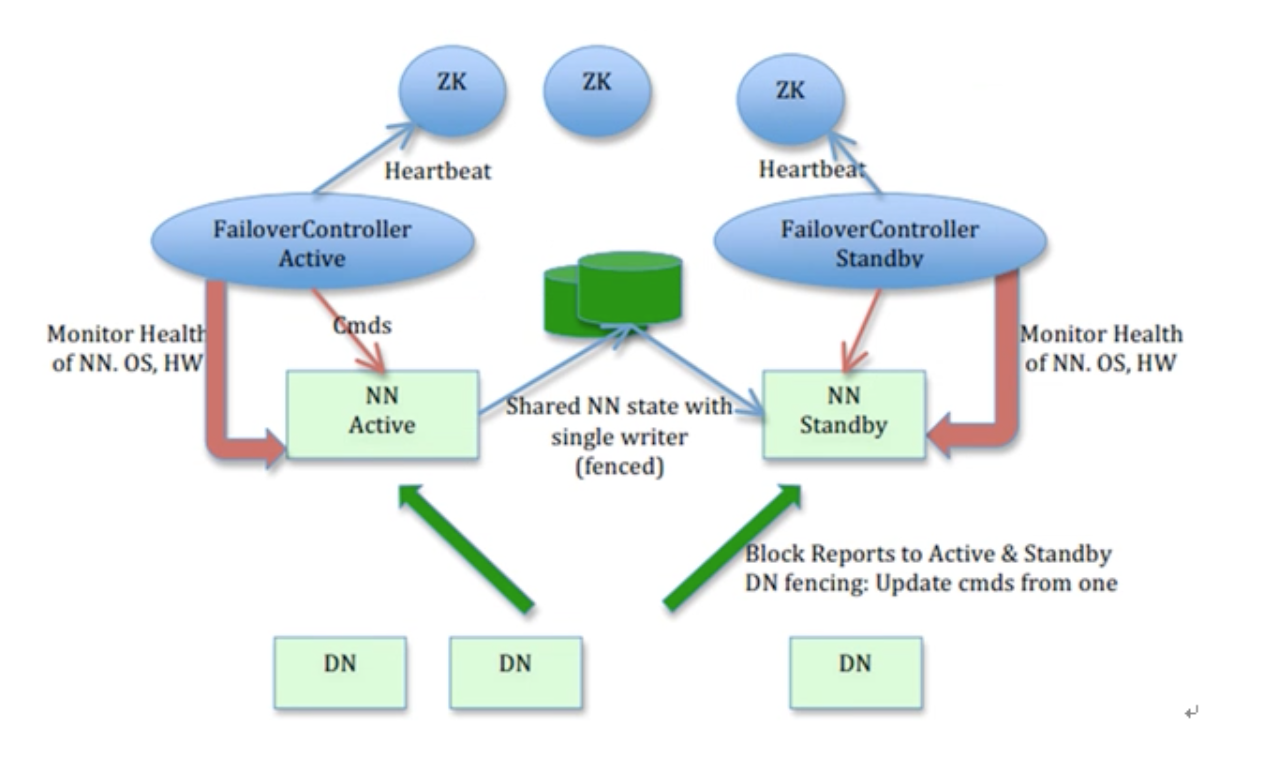 ZK
ZK
ZK
Heartbeat
Heartbeat
FailoverController
Active
FailoverController
Standby
Monitor Health
of NN. OS, HW
Cmds
Monitor Health
of NN. OS, HW
NN
Active
Shared NN state with
single writer
(fenced)
NN
Standby
Block Reports to Active & Standby
DN fencing: Update cmds from one
DN
DN
DN